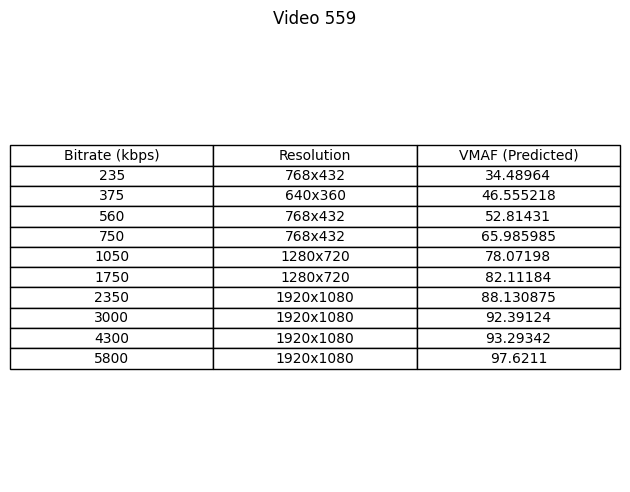 Video 559
Bitrate (kbps) Resolution VMAF (Predicted)
235 768x432 34.48964
375 640x360 46.555218
560 768x432 52.81431
750 768x432 65.985985
1050 1280x720 78.07198
1750 1280x720 82.11184
2350 1920x1080 88.130875
3000 1920x1080 92.39124
4300 1920x1080 93.29342
5800 1920x1080 97.6211